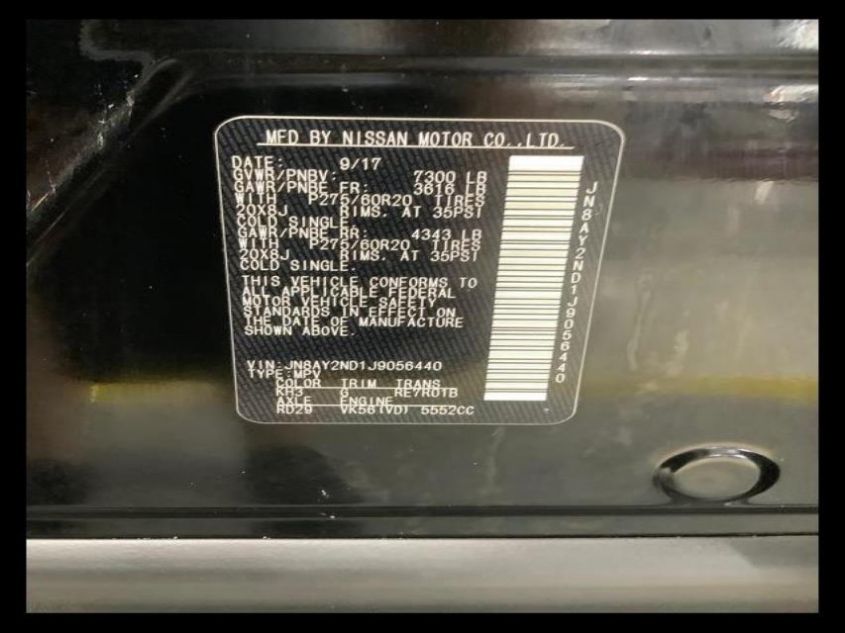 MFD BY NISSAN MOTOR CO.,LTD.
DATE: 9/17
GVWR/PNBV: 7300 LB
GAWR/PNBE FR: 3616 LB
WITH P275/60R20 TIRES
20X8J RIMS. AT 35PSI
COLD SINGLE.
GAWR/PNBE RR: 4343 LB
WITH P275/60R20 TIRES
20X8J RIMS. AT 35PSI
COLD SINGLE.
THIS VEHICLE CONFORMS TO
ALL APPLICABLE FEDERAL
MOTOR VEHICLE SAFETY
STANDARDS IN EFFECT ON
THE DATE OF MANUFACTURE
SHOWN ABOVE.
VIN:JN8AY2ND1J9056440
TYPE:MPV
COLOR TRIM TRANS
KH3 G RE7R01B
AXLE ENGINE
RD29 VK56(VD) 5552CC
JN8AY2ND1J9056440